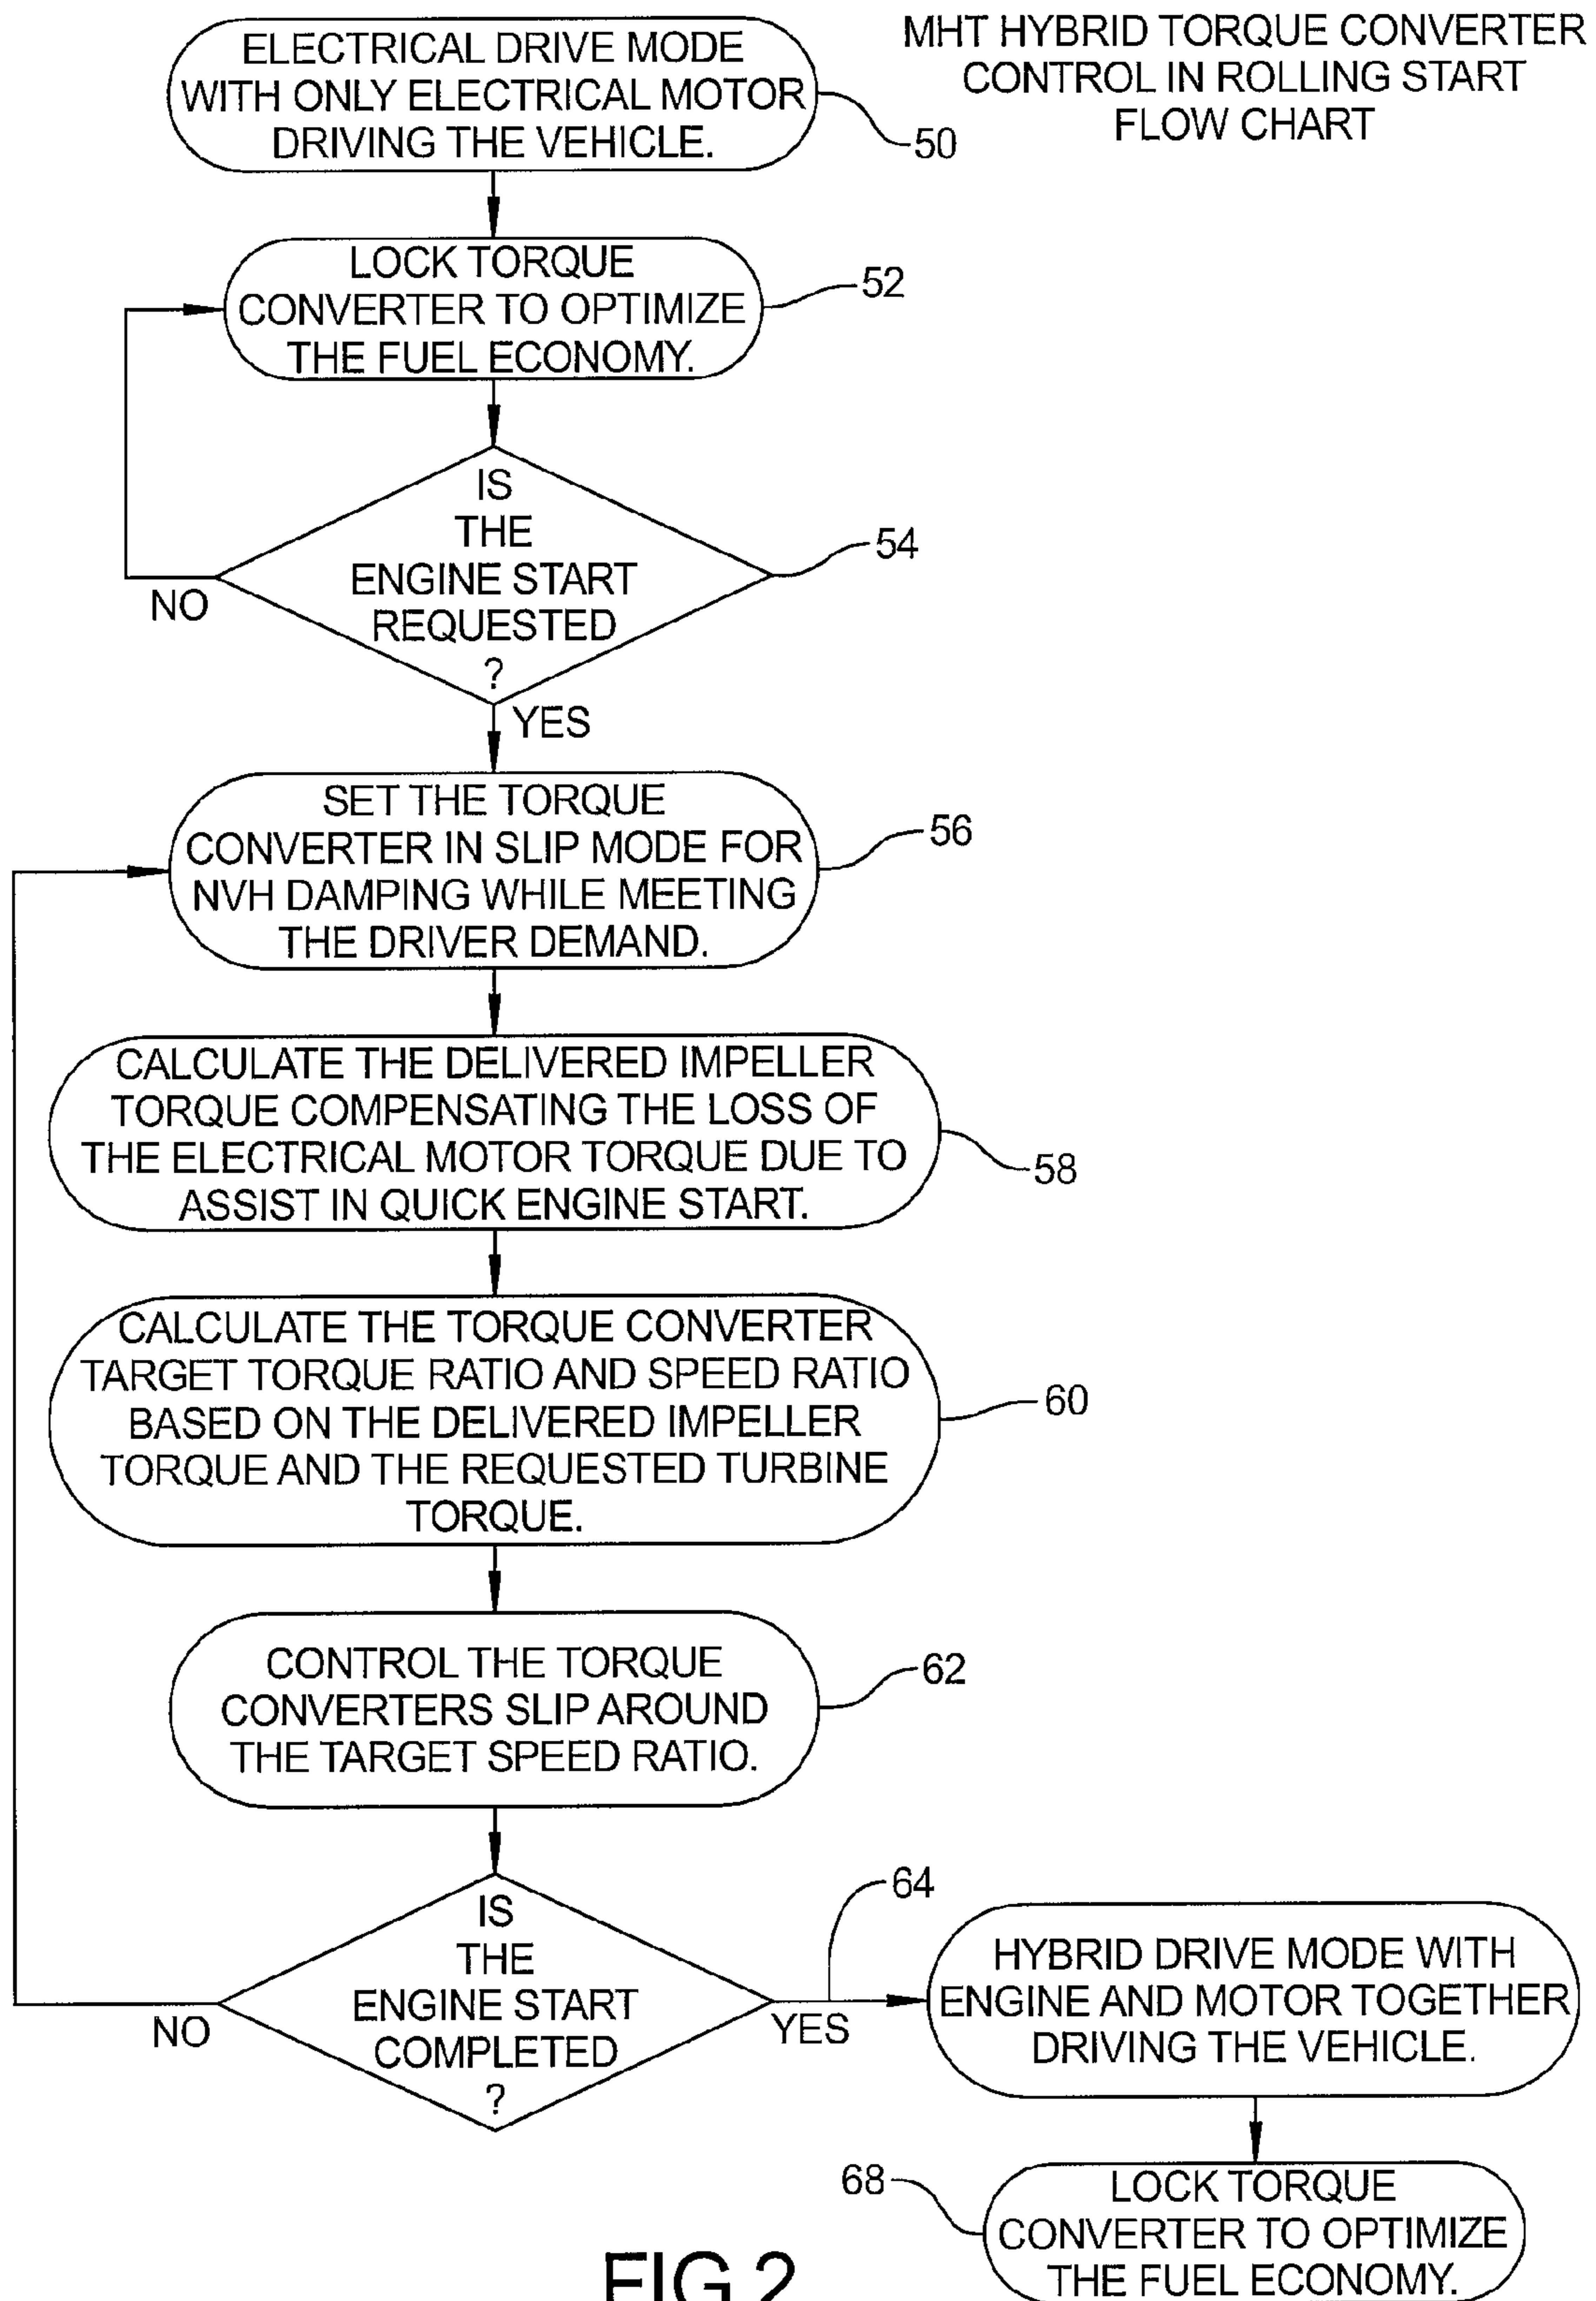 MHT HYBRID TORQUE CONVERTER
CONTROL IN ROLLING START
FLOW CHART
ELECTRICAL DRIVE MODE
WITH ONLY ELECTRICAL MOTOR
DRIVING THE VEHICLE.
50
LOCK TORQUE
CONVERTER TO OPTIMIZE
THE FUEL ECONOMY.
52
IS
THE
ENGINE START
REQUESTED
?
54
NO
YES
SET THE TORQUE
CONVERTER IN SLIP MODE FOR
NVH DAMPING WHILE MEETING
THE DRIVER DEMAND.
56
CALCULATE THE DELIVERED IMPELLER
TORQUE COMPENSATING THE LOSS OF
THE ELECTRICAL MOTOR TORQUE DUE TO
ASSIST IN QUICK ENGINE START.
58
CALCULATE THE TORQUE CONVERTER
TARGET TORQUE RATIO AND SPEED RATIO
BASED ON THE DELIVERED IMPELLER
TORQUE AND THE REQUESTED TURBINE
TORQUE.
60
CONTROL THE TORQUE
CONVERTERS SLIP AROUND
THE TARGET SPEED RATIO.
62
IS
THE
ENGINE START
COMPLETED
?
64
NO
YES
HYBRID DRIVE MODE WITH
ENGINE AND MOTOR TOGETHER
DRIVING THE VEHICLE.
68
LOCK TORQUE
CONVERTER TO OPTIMIZE
THE FUEL ECONOMY.
FIG 2